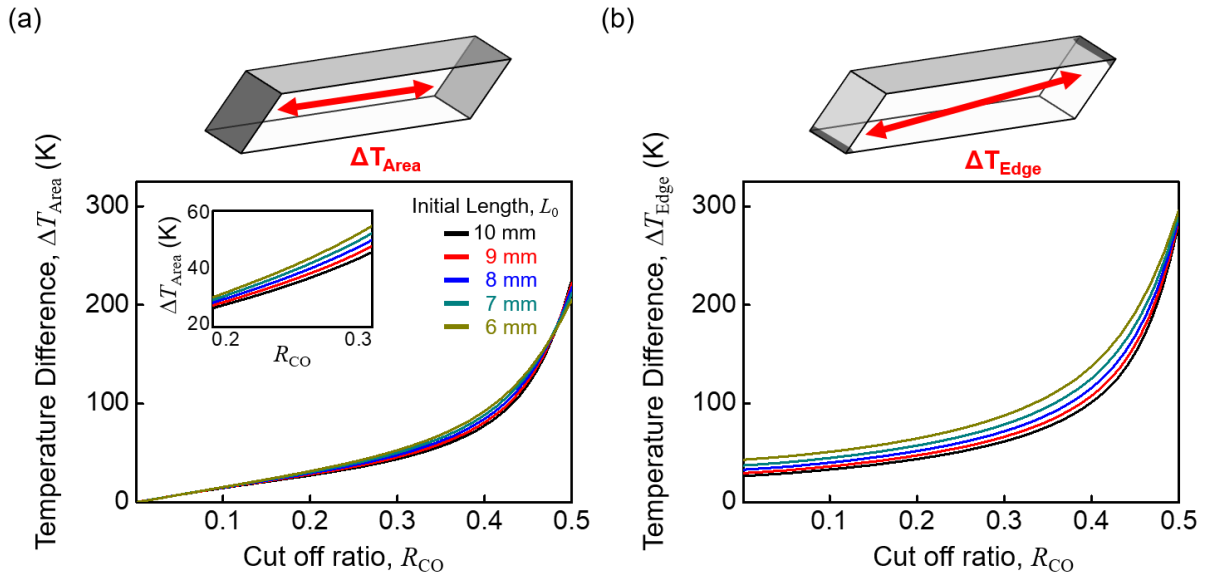 (a)
ΔT_Area
Temperature Difference, ΔT_Area (K)
300
200
100
0
0.1 0.2 0.3 0.4 0.5
Cut off ratio, R_CO
ΔT_Area (K)
60
40
20
0.2 0.3
R_CO
Initial Length, L_0
10 mm
9 mm
8 mm
7 mm
6 mm
(b)
ΔT_Edge
Temperature Difference, ΔT_Edge (K)
300
200
100
0
0.1 0.2 0.3 0.4 0.5
Cut off ratio, R_CO